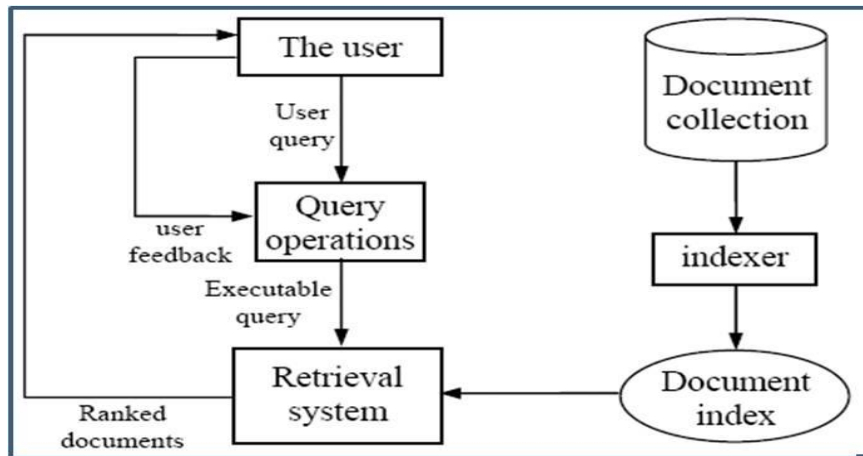 The user
User
query
Query
operations
user
feedback
Executable
query
Retrieval
system
Ranked
documents
Document
collection
indexer
Document
index